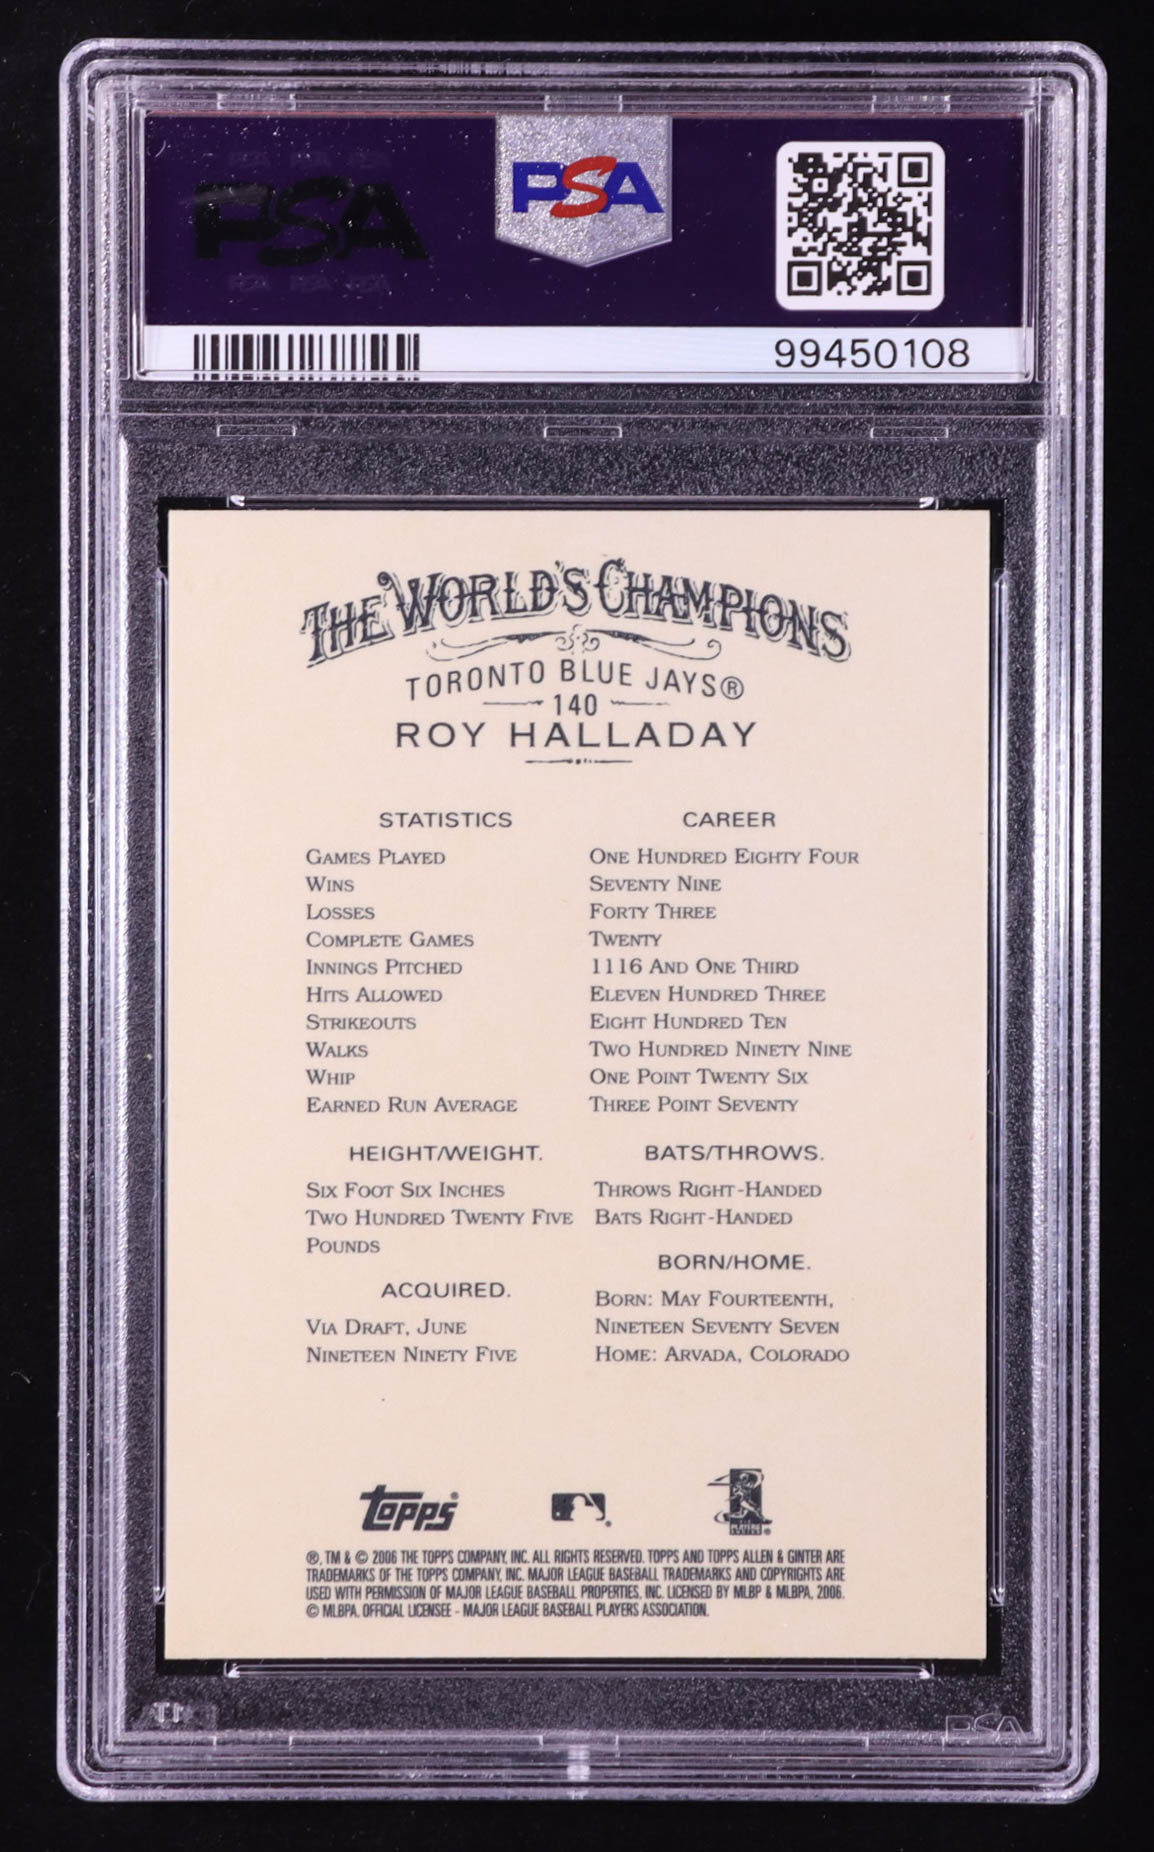 PSA PSA PSA
PSA
PSA PSA PSA
PSA
99450108
THE WORLD'S CHAMPIONS
TORONTO BLUE JAYS®
140
ROY HALLADAY
STATISTICS CAREER
GAMES PLAYED ONE HUNDRED EIGHTY FOUR
WINS SEVENTY NINE
LOSSES FORTY THREE
COMPLETE GAMES TWENTY
INNINGS PITCHED 1116 AND ONE THIRD
HITS ALLOWED ELEVEN HUNDRED THREE
STRIKEOUTS EIGHT HUNDRED TEN
WALKS TWO HUNDRED NINETY NINE
WHIP ONE POINT TWENTY SIX
EARNED RUN AVERAGE THREE POINT SEVENTY
HEIGHT/WEIGHT.
SIX FOOT SIX INCHES
TWO HUNDRED TWENTY FIVE
POUNDS
ACQUIRED.
VIA DRAFT, JUNE
NINETEEN NINETY FIVE
BATS/THROWS.
THROWS RIGHT-HANDED
BATS RIGHT-HANDED
BORN/HOME.
BORN: MAY FOURTEENTH,
NINETEEN SEVENTY SEVEN
HOME: ARVADA, COLORADO
TOPPS
PLAYERS
®, TM & © 2006 THE TOPPS COMPANY, INC. ALL RIGHTS RESERVED. TOPPS AND TOPPS ALLEN & GINTER ARE
TRADEMARKS OF THE TOPPS COMPANY, INC. MAJOR LEAGUE BASEBALL TRADEMARKS AND COPYRIGHTS ARE
USED WITH PERMISSION OF MAJOR LEAGUE BASEBALL PROPERTIES, INC. LICENSED BY MLBP & MLBPA, 2006.
© MLBPA. OFFICIAL LICENSEE - MAJOR LEAGUE BASEBALL PLAYERS ASSOCIATION.
PSA